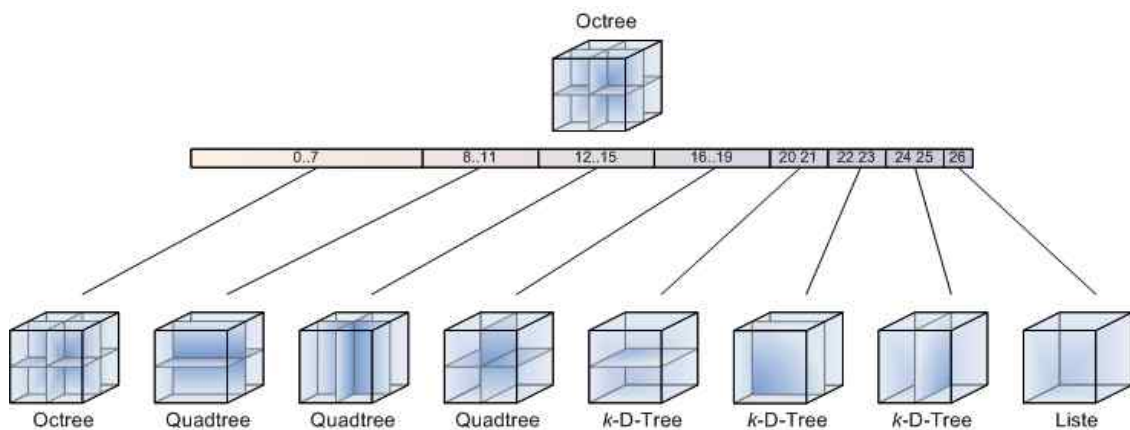 Octree
0..7 8..11 12..15 16..19 20 21 22 23 24 25 26
Octree Quadtree Quadtree Quadtree k-D-Tree k-D-Tree k-D-Tree Liste